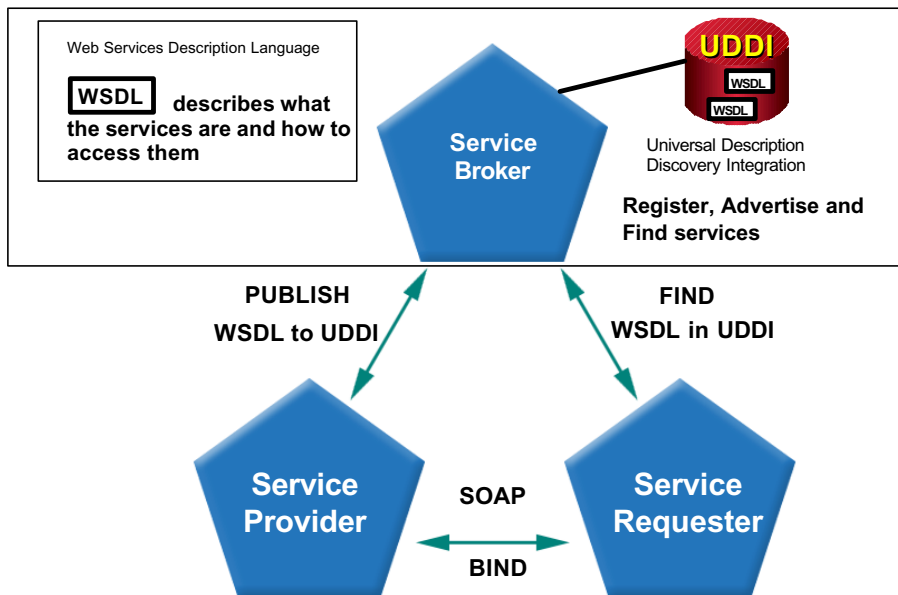 Web Services Description Language
WSDL describes what
the services are and how to
access them
Service
Broker
UDDI
WSDL
WSDL
Universal Description
Discovery Integration
Register, Advertise and
Find services
PUBLISH
WSDL to UDDI
FIND
WSDL in UDDI
Service
Provider
SOAP
BIND
Service
Requester